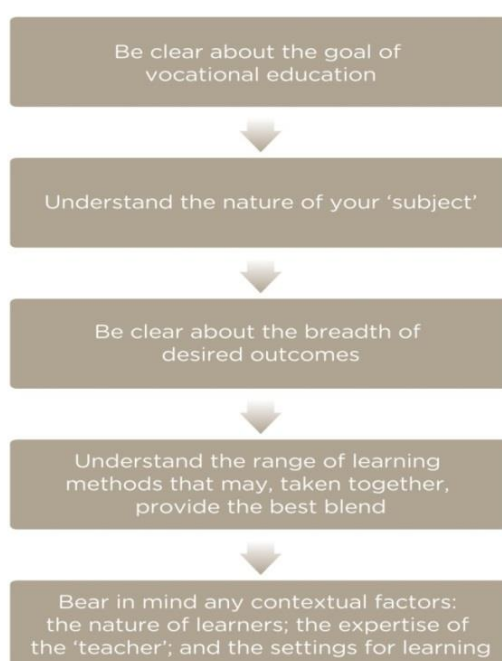 Be clear about the goal of
vocational education
Understand the nature of your ‘subject’
Be clear about the breadth of
desired outcomes
Understand the range of learning
methods that may, taken together,
provide the best blend
Bear in mind any contextual factors:
the nature of learners; the expertise of
the ‘teacher’; and the settings for learning